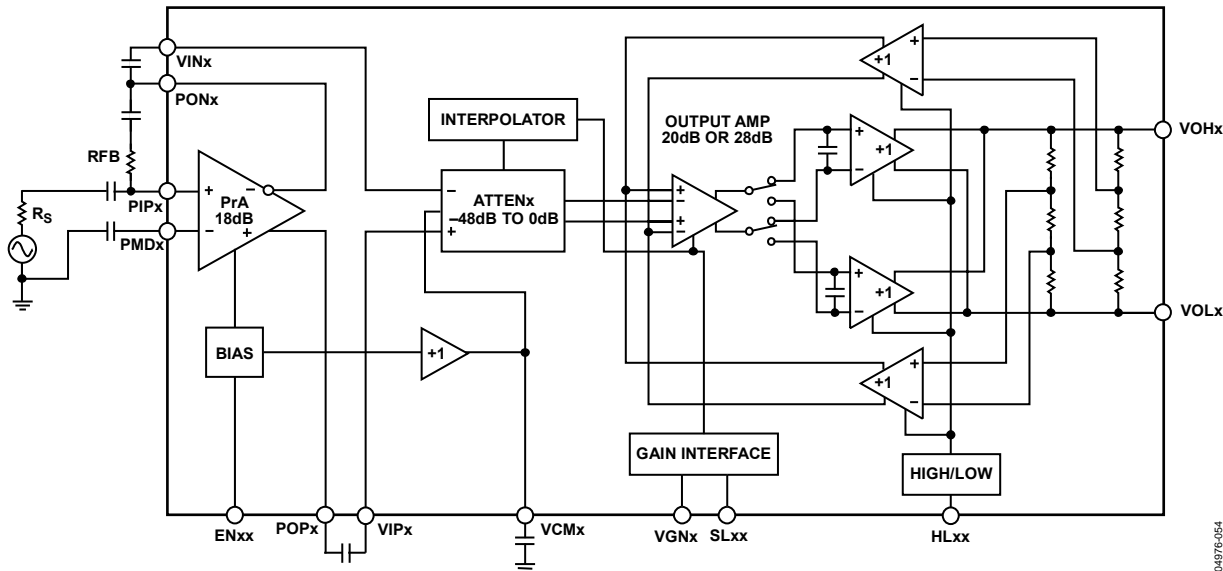 VINx
PONx
RFB
PIPx
RS
PMDx
+
−
PrA
18dB
−
+
BIAS
+1
INTERPOLATOR
ATTENx
−48dB TO 0dB
−
+
OUTPUT AMP
20dB OR 28dB
+
−
+
−
+1
+
−
+
−
+1
+
−
+1
+1
+
−
VOHx
VOLx
GAIN INTERFACE
HIGH/LOW
ENxx
POPx
VIPx
VCMx
VGNx
SLxx
HLxx
04976-054